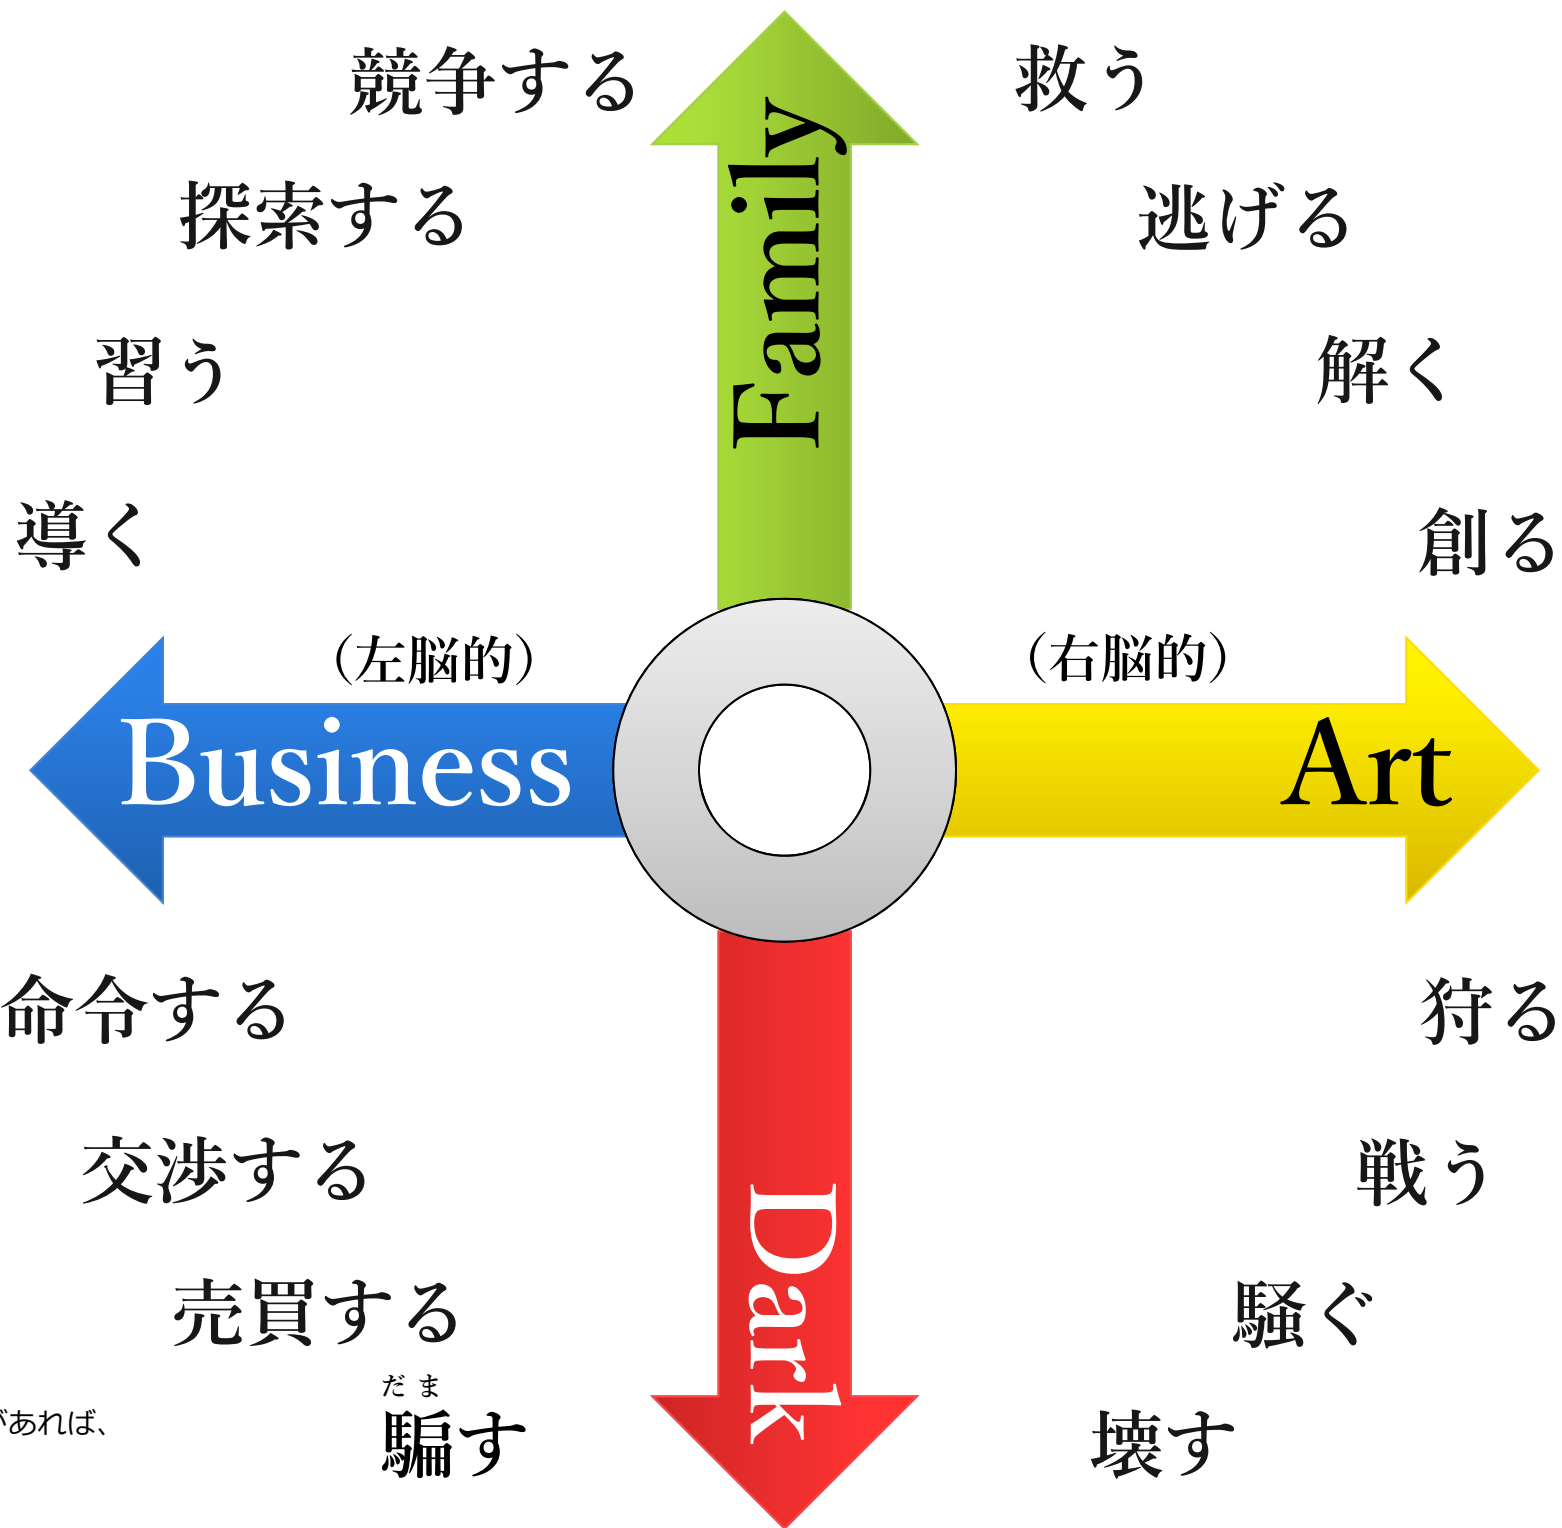 競争する
救う
探索する
逃げる
習う
解く
導く
創る
Family
（左脳的）
（右脳的）
Business
Art
命令する
狩る
交渉する
戦う
売買する
騒ぐ
Dark
だま
騙す
があれば、
壊す